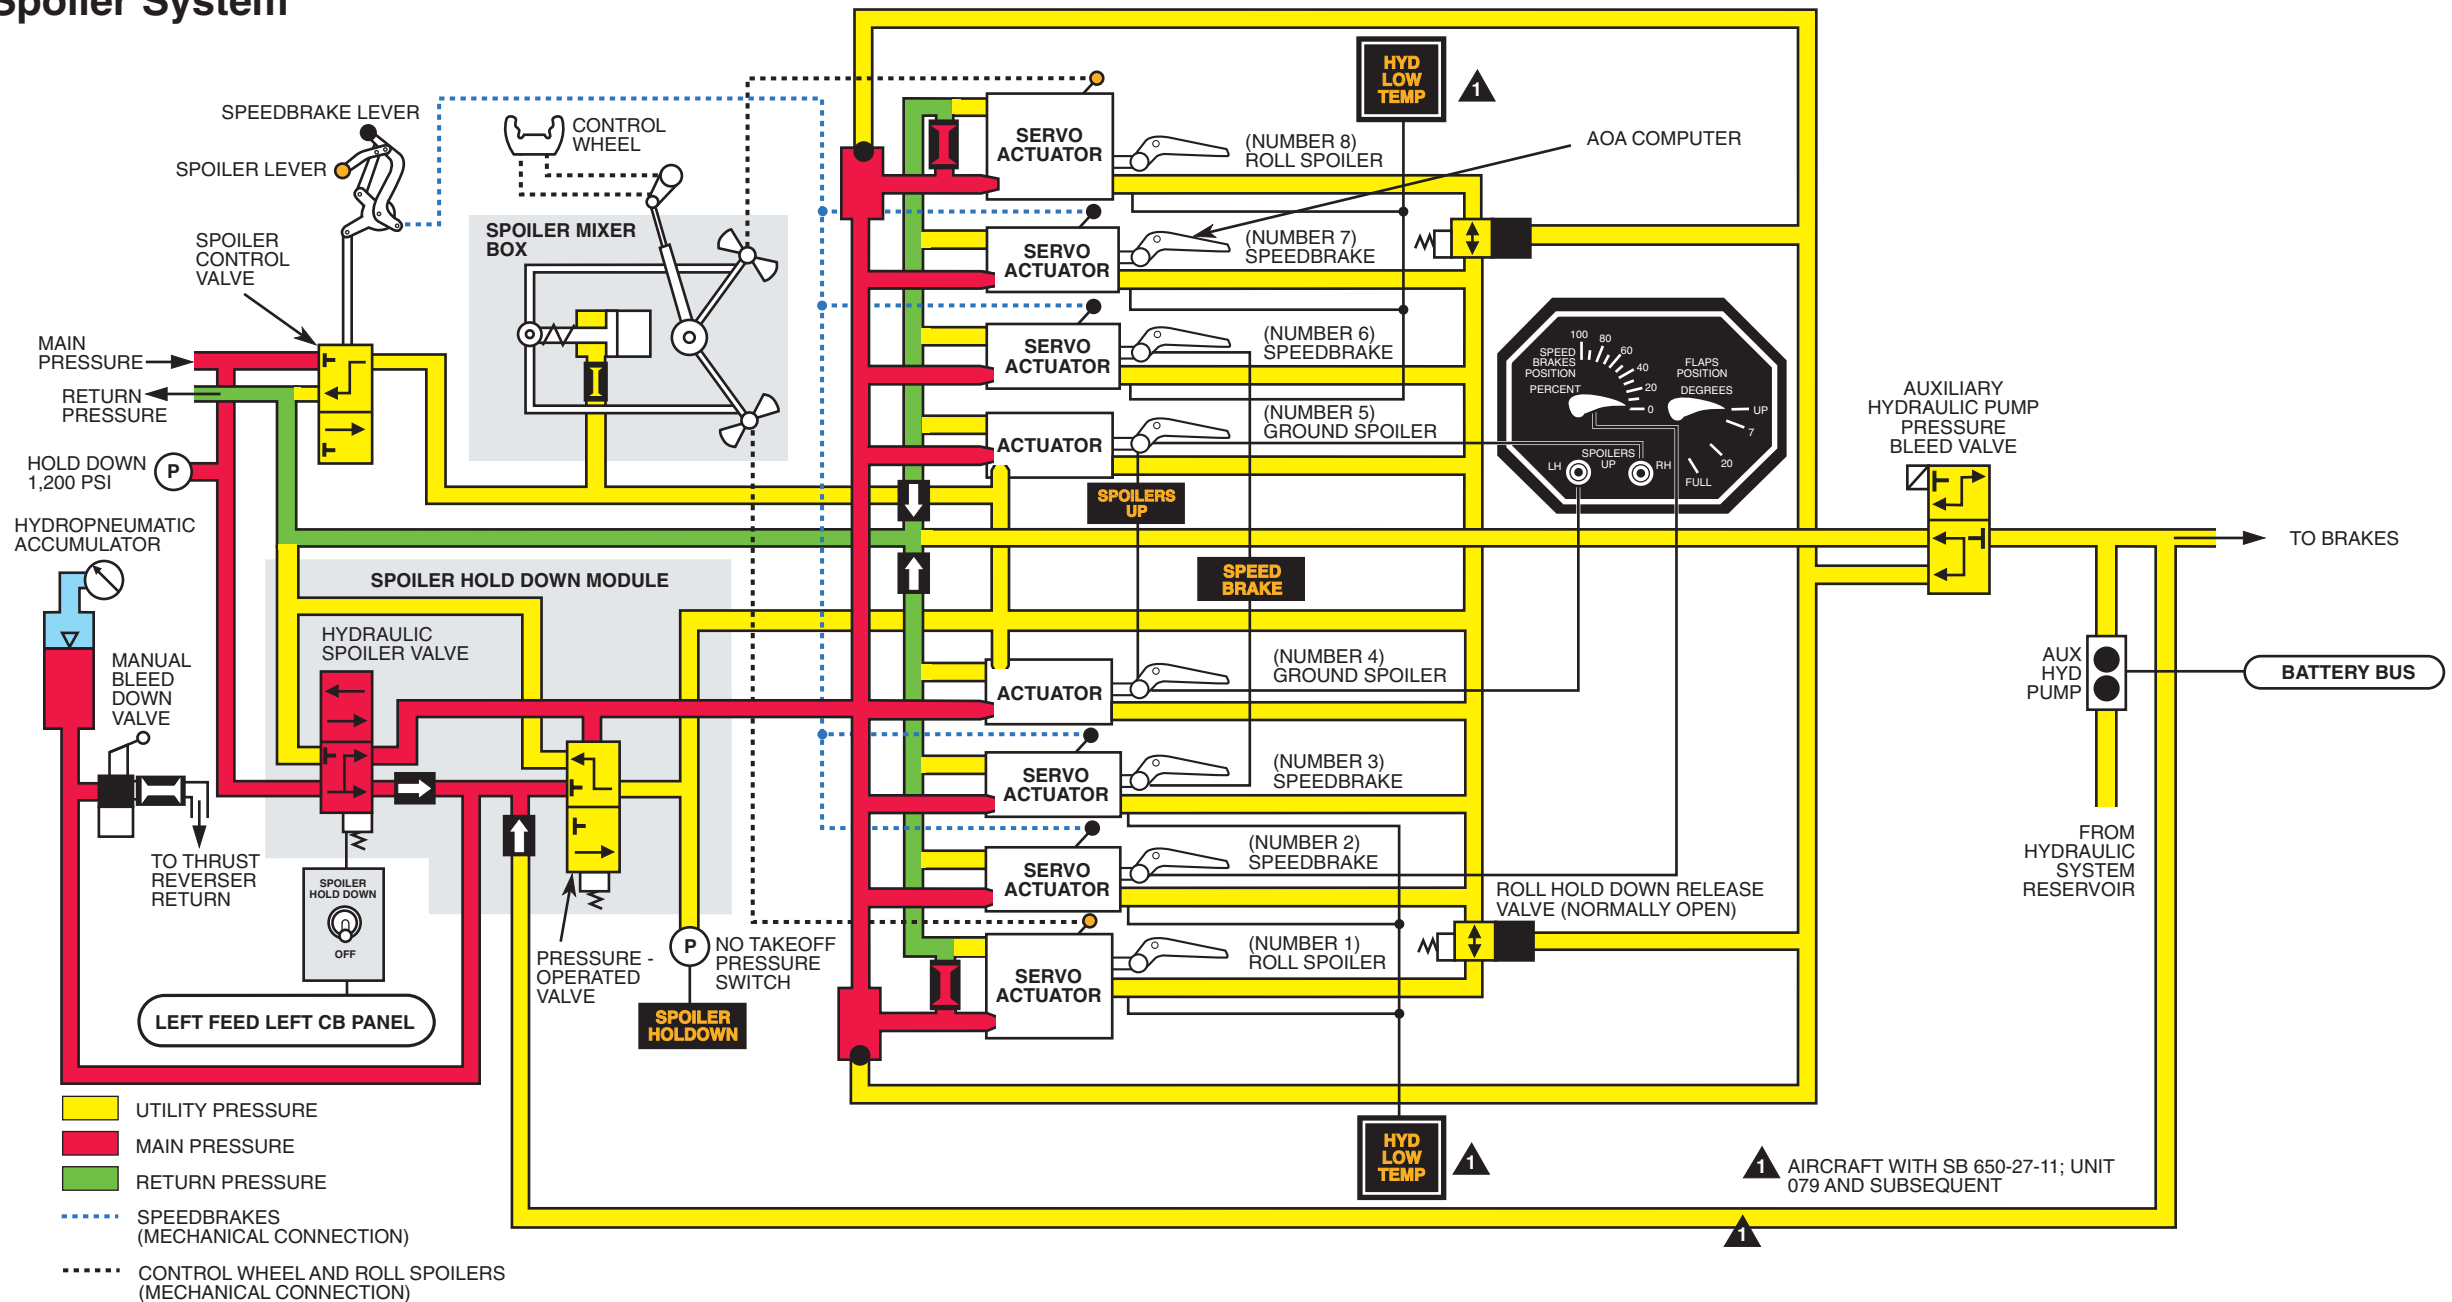 Spoiler System
SPEEDBRAKE LEVER
SPOILER LEVER
CONTROL
WHEEL
SPOILER
CONTROL
VALVE
SPOILER MIXER
BOX
MAIN
PRESSURE
RETURN
PRESSURE
HOLD DOWN
1,200 PSI
P
HYDROPNEUMATIC
ACCUMULATOR
MANUAL
BLEED
DOWN
VALVE
TO THRUST
REVERSER
RETURN
SPOILER HOLD DOWN MODULE
HYDRAULIC
SPOILER VALVE
SPOILER
HOLD DOWN
OFF
LEFT FEED LEFT CB PANEL
PRESSURE -
OPERATED
VALVE
P
NO TAKEOFF
PRESSURE
SWITCH
SPOILER
HOLDOWN
SERVO
ACTUATOR
(NUMBER 8)
ROLL SPOILER
SERVO
ACTUATOR
(NUMBER 7)
SPEEDBRAKE
SERVO
ACTUATOR
(NUMBER 6)
SPEEDBRAKE
ACTUATOR
(NUMBER 5)
GROUND SPOILER
SPOILERS
UP
SPEED
BRAKE
ACTUATOR
(NUMBER 4)
GROUND SPOILER
SERVO
ACTUATOR
(NUMBER 3)
SPEEDBRAKE
SERVO
ACTUATOR
(NUMBER 2)
SPEEDBRAKE
SERVO
ACTUATOR
(NUMBER 1)
ROLL SPOILER
HYD
LOW
TEMP
1
AOA COMPUTER
SPEED
BRAKES
POSITION
PERCENT
100
80
60
40
20
0
FLAPS
POSITION
DEGREES
UP
7
20
FULL
SPOILERS
UP
LH
RH
AUXILIARY
HYDRAULIC PUMP
PRESSURE
BLEED VALVE
TO BRAKES
AUX
HYD
PUMP
BATTERY BUS
FROM
HYDRAULIC
SYSTEM
RESERVOIR
ROLL HOLD DOWN RELEASE
VALVE (NORMALLY OPEN)
HYD
LOW
TEMP
1
1
AIRCRAFT WITH SB 650-27-11; UNIT
079 AND SUBSEQUENT
1
UTILITY PRESSURE
MAIN PRESSURE
RETURN PRESSURE
SPEEDBRAKES
(MECHANICAL CONNECTION)
CONTROL WHEEL AND ROLL SPOILERS
(MECHANICAL CONNECTION)